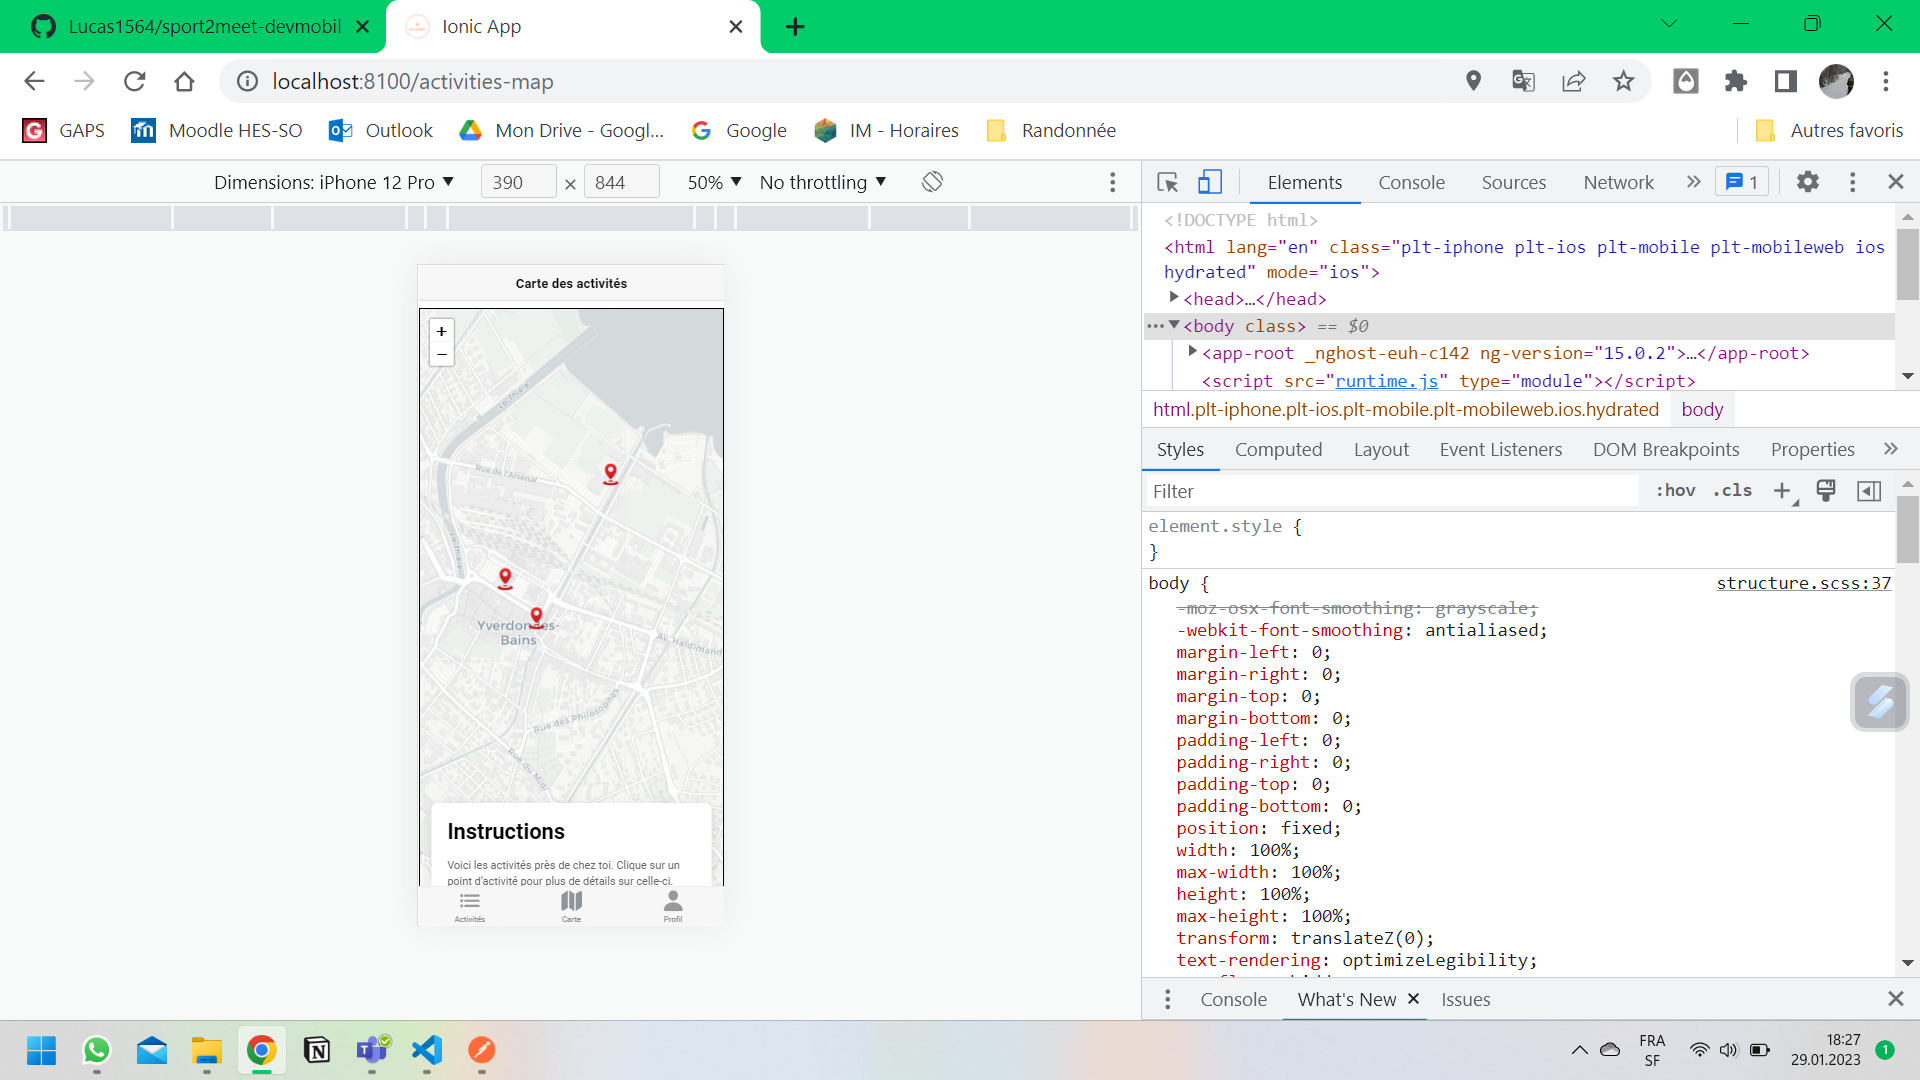 Lucas1564/sport2meet-devmobil
Ionic App
localhost:8100/activities-map
GAPS
Moodle HES-SO
Outlook
Mon Drive - Googl...
Google
IM - Horaires
Randonnée
Autres favoris
Dimensions: iPhone 12 Pro
390 × 844
50%
No throttling
Elements
Console
Sources
Network
1
<!DOCTYPE html>
<html lang="en" class="plt-iphone plt-ios plt-mobile plt-mobileweb ios
hydrated" mode="ios">
<head>…</head>
<body class> == $0
<app-root _nghost-euh-c142 ng-version="15.0.2">…</app-root>
<script src="runtime.js" type="module"></script>
html.plt-iphone.plt-ios.plt-mobile.plt-mobileweb.ios.hydrated
body
Styles
Computed
Layout
Event Listeners
DOM Breakpoints
Properties
Filter
:hov
.cls
element.style {
}
body {
structure.scss:37
-moz-osx-font-smoothing: grayscale;
-webkit-font-smoothing: antialiased;
margin-left: 0;
margin-right: 0;
margin-top: 0;
margin-bottom: 0;
padding-left: 0;
padding-right: 0;
padding-top: 0;
padding-bottom: 0;
position: fixed;
width: 100%;
max-width: 100%;
height: 100%;
max-height: 100%;
transform: translateZ(0);
text-rendering: optimizeLegibility;
Console
What's New
Issues
Carte des activités
+
−
La Thièle
Rue de l'Arsenal
La Thièle
Yverdon-les-
Bains
Av. Haldimand
Rue des Philosophes
Rue du Midi
Instructions
Voici les activités près de chez toi. Clique sur un
point d'activité pour plus de détails sur celle-ci.
Activités
Carte
Profil
FRA
SF
18:27
29.01.2023
1